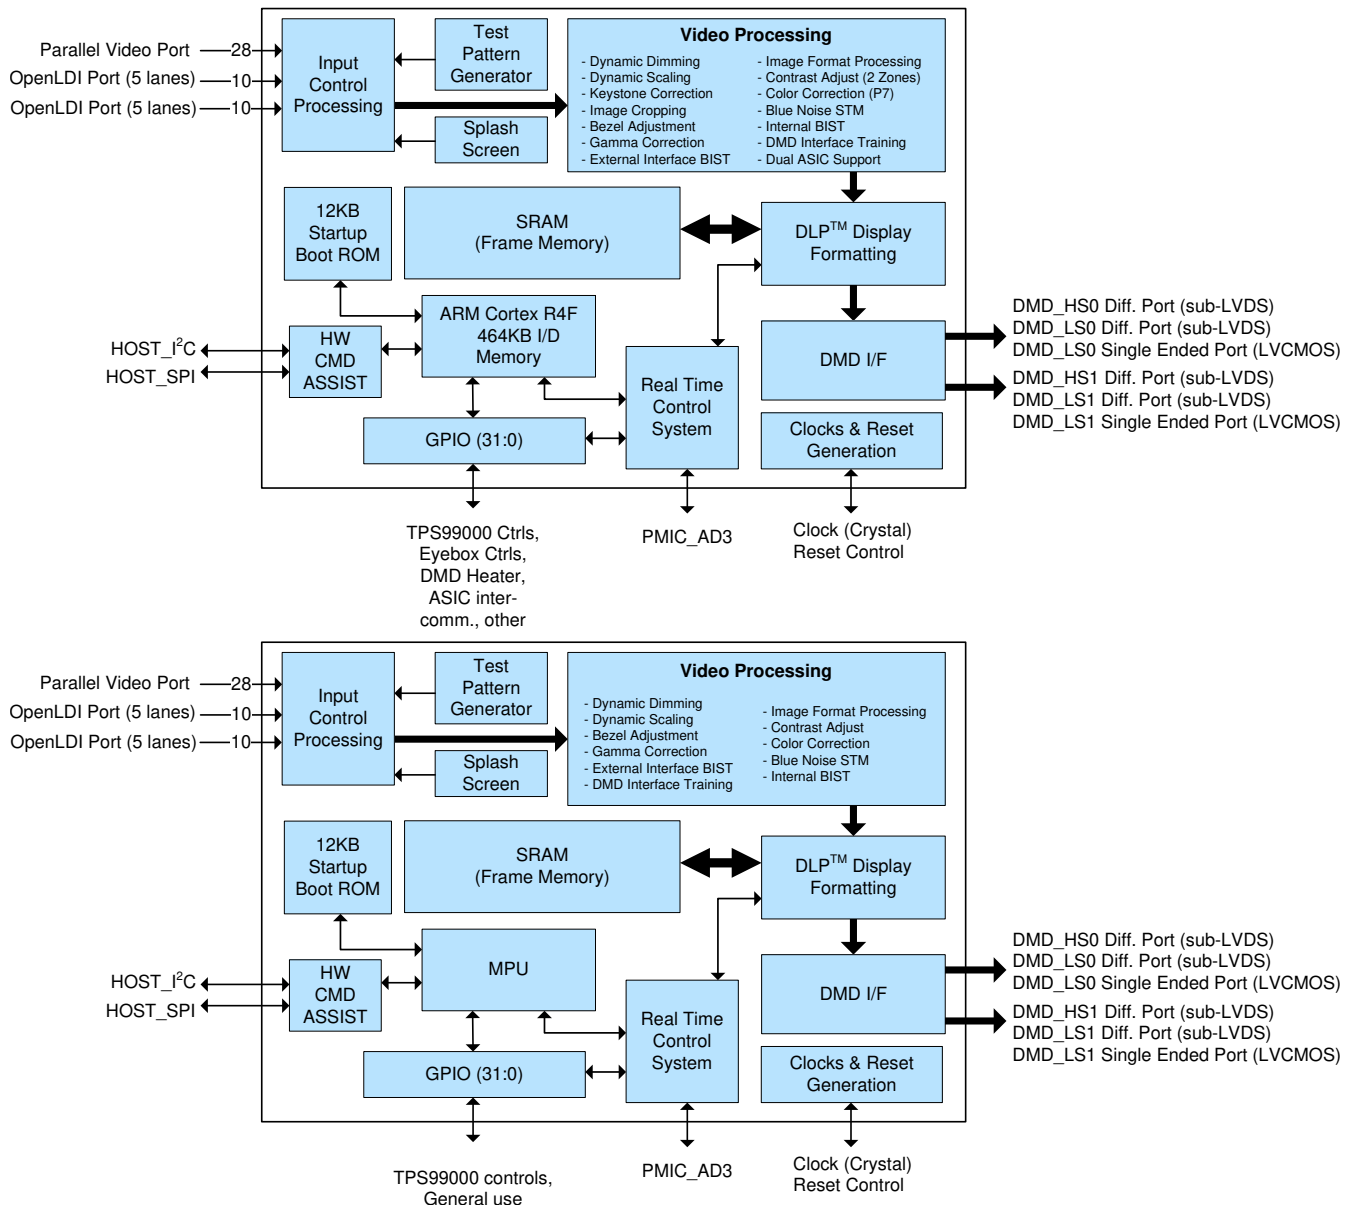 Parallel Video Port
28
OpenLDI Port (5 lanes)
10
OpenLDI Port (5 lanes)
10
Input
Control
Processing
Test
Pattern
Generator
Splash
Screen
Video Processing
- Dynamic Dimming
- Dynamic Scaling
- Keystone Correction
- Image Cropping
- Bezel Adjustment
- Gamma Correction
- External Interface BIST
- Image Format Processing
- Contrast Adjust (2 Zones)
- Color Correction (P7)
- Blue Noise STM
- Internal BIST
- DMD Interface Training
- Dual ASIC Support
12KB
Startup
Boot ROM
SRAM
(Frame Memory)
DLP™ Display
Formatting
HOST_I²C
HOST_SPI
HW
CMD
ASSIST
ARM Cortex R4F
464KB I/D
Memory
Real Time
Control
System
DMD I/F
DMD_HS0 Diff. Port (sub-LVDS)
DMD_LS0 Diff. Port (sub-LVDS)
DMD_LS0 Single Ended Port (LVCMOS)
DMD_HS1 Diff. Port (sub-LVDS)
DMD_LS1 Diff. Port (sub-LVDS)
DMD_LS1 Single Ended Port (LVCMOS)
GPIO (31:0)
Clocks & Reset
Generation
TPS99000 Ctrls,
Eyebox Ctrls,
DMD Heater,
ASIC inter-
comm., other
PMIC_AD3
Clock (Crystal)
Reset Control
Parallel Video Port
28
OpenLDI Port (5 lanes)
10
OpenLDI Port (5 lanes)
10
Input
Control
Processing
Test
Pattern
Generator
Splash
Screen
Video Processing
- Dynamic Dimming
- Dynamic Scaling
- Bezel Adjustment
- Gamma Correction
- External Interface BIST
- DMD Interface Training
- Image Format Processing
- Contrast Adjust
- Color Correction
- Blue Noise STM
- Internal BIST
12KB
Startup
Boot ROM
SRAM
(Frame Memory)
DLP™ Display
Formatting
HOST_I²C
HOST_SPI
HW
CMD
ASSIST
MPU
Real Time
Control
System
DMD I/F
DMD_HS0 Diff. Port (sub-LVDS)
DMD_LS0 Diff. Port (sub-LVDS)
DMD_LS0 Single Ended Port (LVCMOS)
DMD_HS1 Diff. Port (sub-LVDS)
DMD_LS1 Diff. Port (sub-LVDS)
DMD_LS1 Single Ended Port (LVCMOS)
GPIO (31:0)
Clocks & Reset
Generation
TPS99000 controls,
General use
PMIC_AD3
Clock (Crystal)
Reset Control